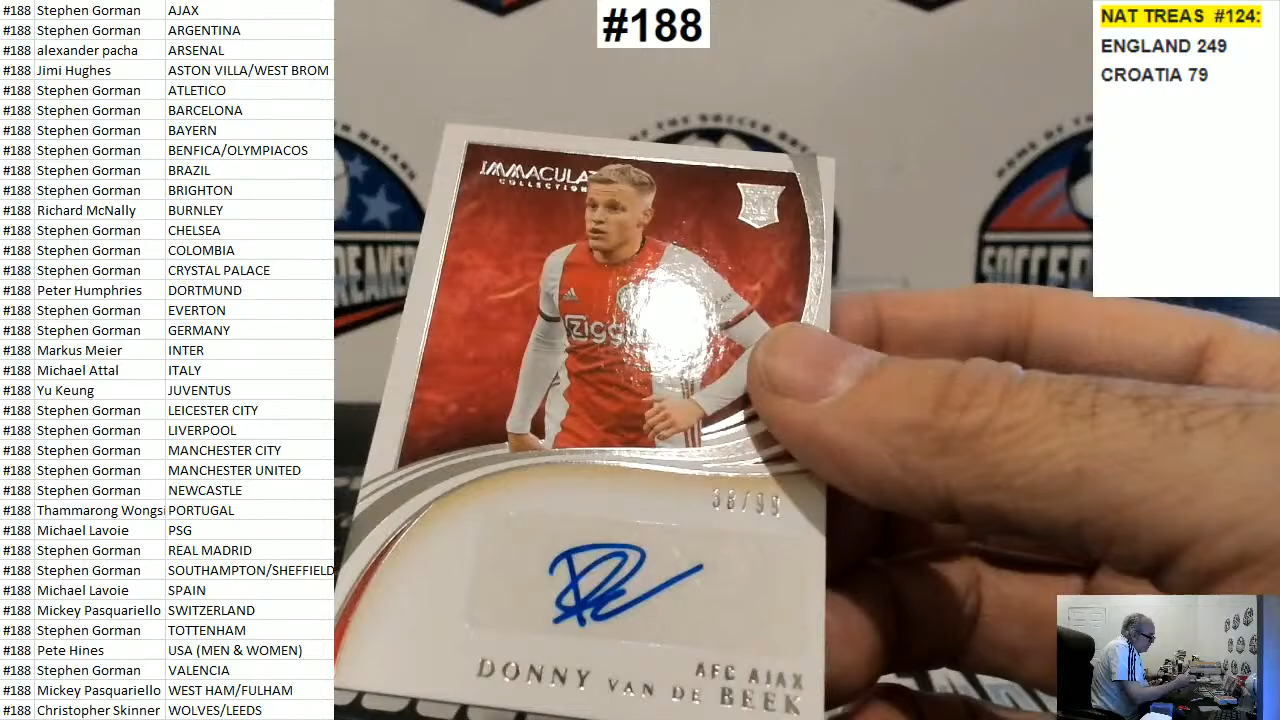 #188 Stephen Gorman AJAX
#188 Stephen Gorman ARGENTINA
#188 alexander pacha ARSENAL
#188 Jimi Hughes ASTON VILLA/WEST BROM
#188 Stephen Gorman ATLETICO
#188 Stephen Gorman BARCELONA
#188 Stephen Gorman BAYERN
#188 Stephen Gorman BENFICA/OLYMPIACOS
#188 Stephen Gorman BRAZIL
#188 Stephen Gorman BRIGHTON
#188 Richard McNally BURNLEY
#188 Stephen Gorman CHELSEA
#188 Stephen Gorman COLOMBIA
#188 Stephen Gorman CRYSTAL PALACE
#188 Peter Humphries DORTMUND
#188 Stephen Gorman EVERTON
#188 Stephen Gorman GERMANY
#188 Markus Meier INTER
#188 Michael Attal ITALY
#188 Yu Keung JUVENTUS
#188 Stephen Gorman LEICESTER CITY
#188 Stephen Gorman LIVERPOOL
#188 Stephen Gorman MANCHESTER CITY
#188 Stephen Gorman MANCHESTER UNITED
#188 Stephen Gorman NEWCASTLE
#188 Thammarong Wongsi PORTUGAL
#188 Michael Lavoie PSG
#188 Stephen Gorman REAL MADRID
#188 Stephen Gorman SOUTHAMPTON/SHEFFIELD
#188 Michael Lavoie SPAIN
#188 Mickey Pasquariello SWITZERLAND
#188 Stephen Gorman TOTTENHAM
#188 Pete Hines USA (MEN & WOMEN)
#188 Stephen Gorman VALENCIA
#188 Mickey Pasquariello WEST HAM/FULHAM
#188 Christopher Skinner WOLVES/LEEDS
#188
NAT TREAS #124:
ENGLAND 249
CROATIA 79
IMMACULA
COLLECTION
Zigg
38/99
AFC AJAX
DONNY VAN DE BEEK
BREAKER
HOME OF
SOCCER